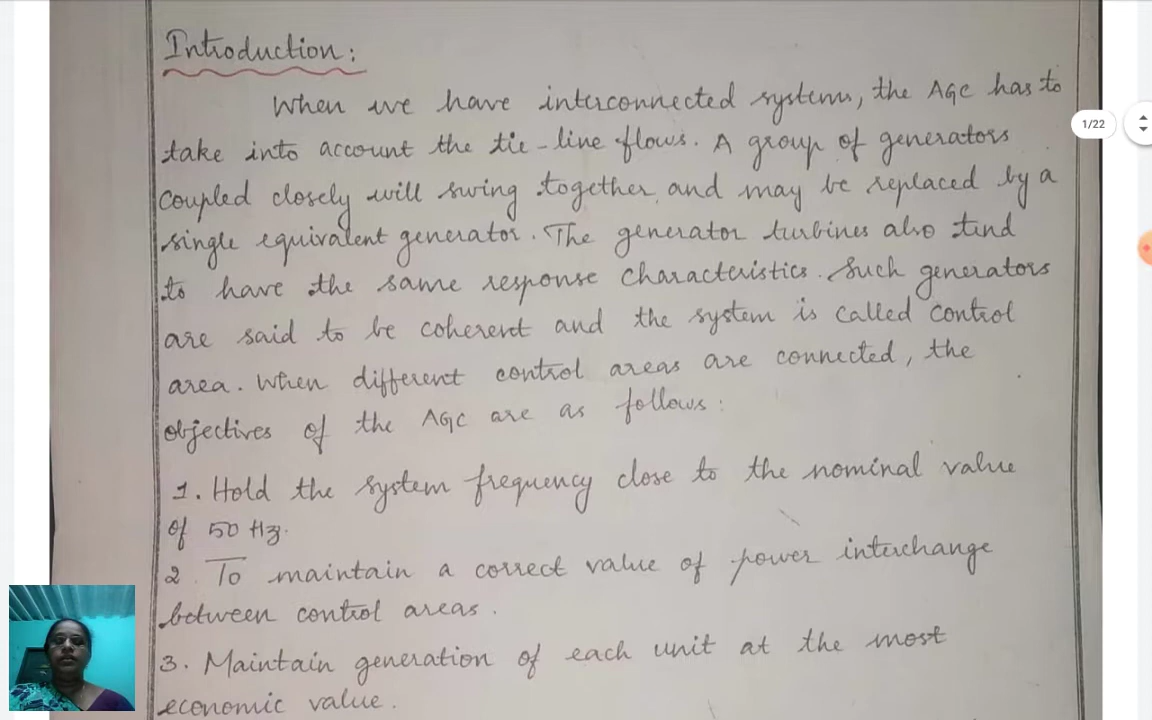 Introduction:
When we have interconnected systems, the AGC has to
take into account the tie-line flows. A group of generators
coupled closely will swing together and may be replaced by a
single equivalent generator. The generator turbines also tend
to have the same response characteristics. Such generators
are said to be coherent and the system is called control
area. When different control areas are connected, the
objectives of the AGC are as follows:
1. Hold the system frequency close to the nominal value
of 50 Hz.
2. To maintain a correct value of power interchange
between control areas.
3. Maintain generation of each unit at the most
economic value.
1/22